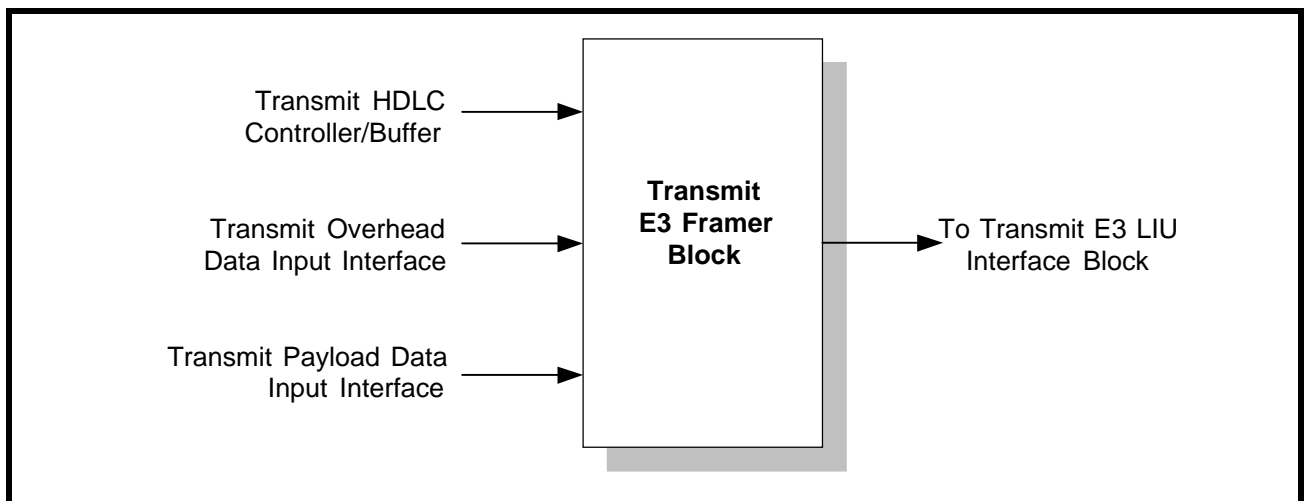 Transmit HDLC
Controller/Buffer
Transmit Overhead
Data Input Interface
Transmit Payload Data
Input Interface
Transmit
E3 Framer
Block
To Transmit E3 LIU
Interface Block